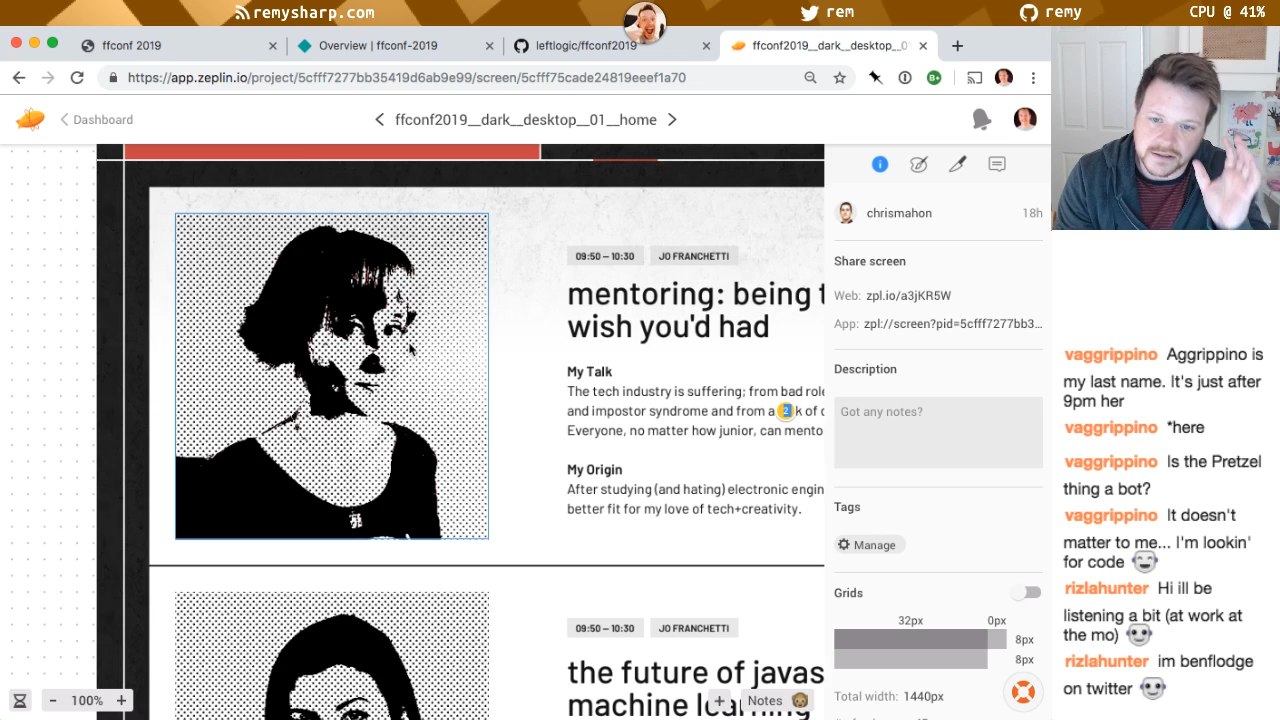 remysharp.com
rem
remy
CPU @ 41%
ffconf 2019
Overview | ffconf-2019
leftlogic/ffconf2019
ffconf2019__dark__desktop__01
https://app.zeplin.io/project/5cfff7277bb35419d6ab9e99/screen/5cfff75cade24819eeef1a70
Dashboard
ffconf2019__dark__desktop__01__home
chrismahon
18h
Share screen
Web: zpl.io/a3jKR5W
App: zpl://screen?pid=5cfff7277bb3...
Description
Got any notes?
Tags
Manage
Grids
32px
0px
8px
8px
Total width: 1440px
09:50 – 10:30
JO FRANCHETTI
mentoring: being t
wish you'd had
My Talk
The tech industry is suffering; from bad role
and impostor syndrome and from a 2 k of
Everyone, no matter how junior, can mento
My Origin
After studying (and hating) electronic engin
better fit for my love of tech+creativity.
09:50 – 10:30
JO FRANCHETTI
the future of javas
machine learning
100%
Notes
vaggrippino Aggrippino is
my last name. It's just after
9pm her
vaggrippino *here
vaggrippino Is the Pretzel
thing a bot?
vaggrippino It doesn't
matter to me... I'm lookin'
for code
rizlahunter Hi ill be
listening a bit (at work at
the mo)
rizlahunter im benflodge
on twitter